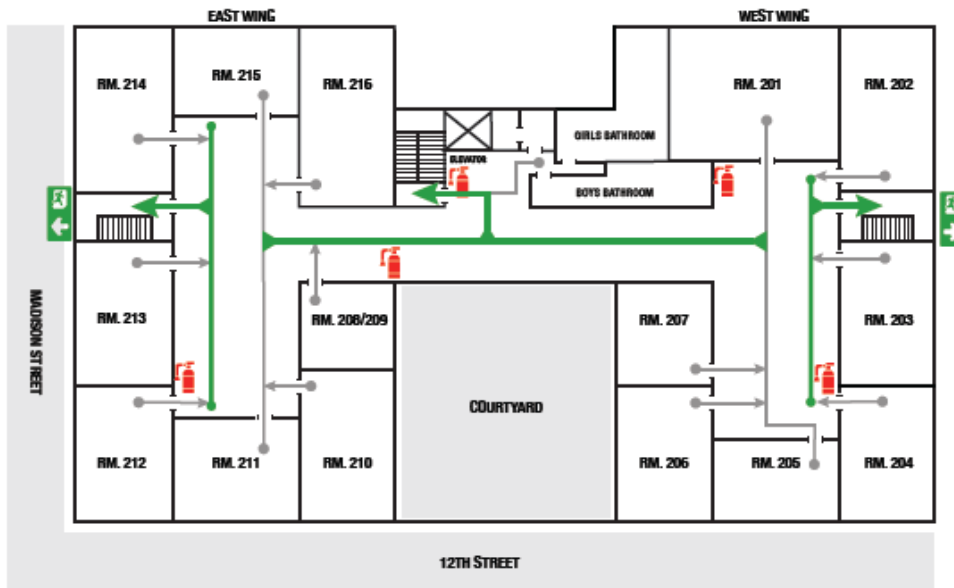 EAST WING
WEST WING
RM. 214
RM. 215
RM. 216
RM. 201
RM. 202
GIRLS BATHROOM
ELEVATOR
BOYS BATHROOM
MADISON STREET
RM. 213
RM. 208/209
RM. 207
RM. 203
COURTYARD
RM. 212
RM. 211
RM. 210
RM. 206
RM. 205
RM. 204
12TH STREET